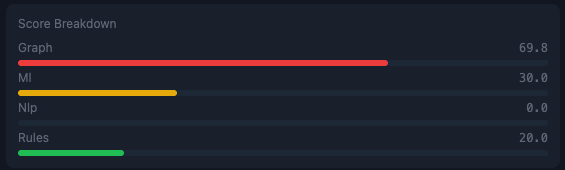 Score Breakdown
Graph 69.8
Ml 30.0
Nlp 0.0
Rules 20.0